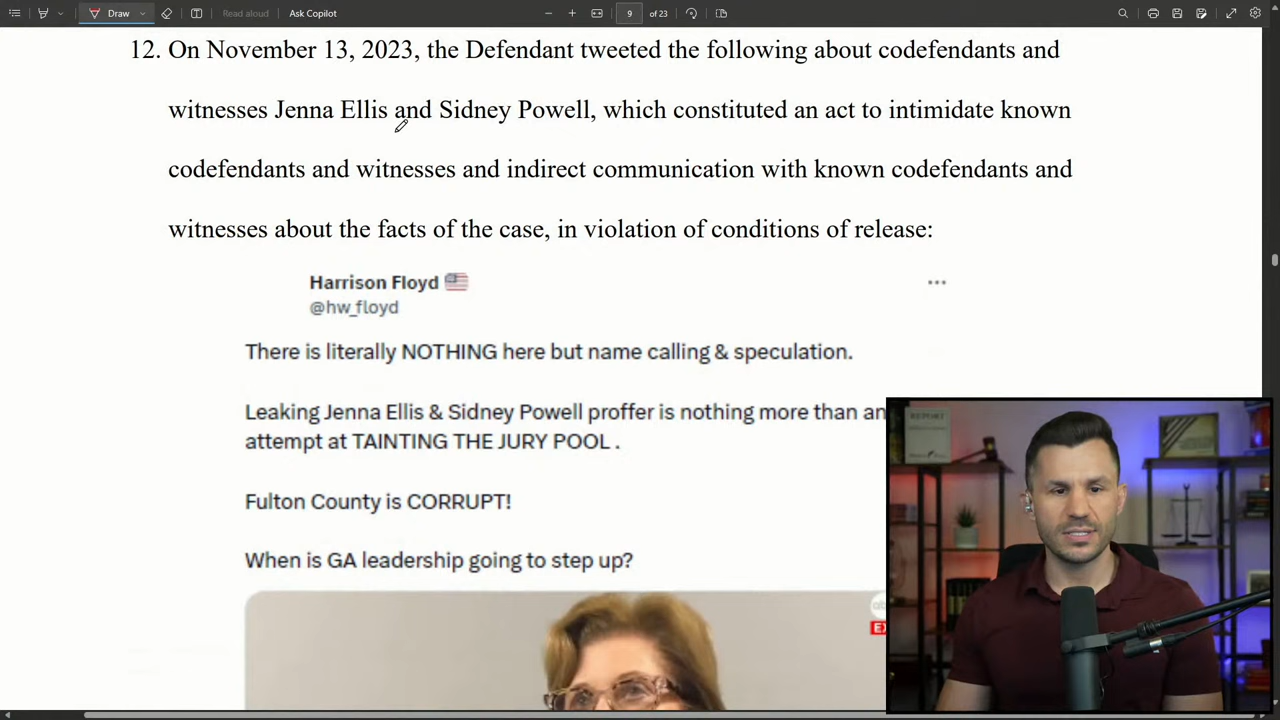 Draw
Read aloud
Ask Copilot
9 of 23
12. On November 13, 2023, the Defendant tweeted the following about codefendants and
witnesses Jenna Ellis and Sidney Powell, which constituted an act to intimidate known
codefendants and witnesses and indirect communication with known codefendants and
witnesses about the facts of the case, in violation of conditions of release:
Harrison Floyd
@hw_floyd
There is literally NOTHING here but name calling & speculation.
Leaking Jenna Ellis & Sidney Powell proffer is nothing more than an
attempt at TAINTING THE JURY POOL .
Fulton County is CORRUPT!
When is GA leadership going to step up?
REPORT